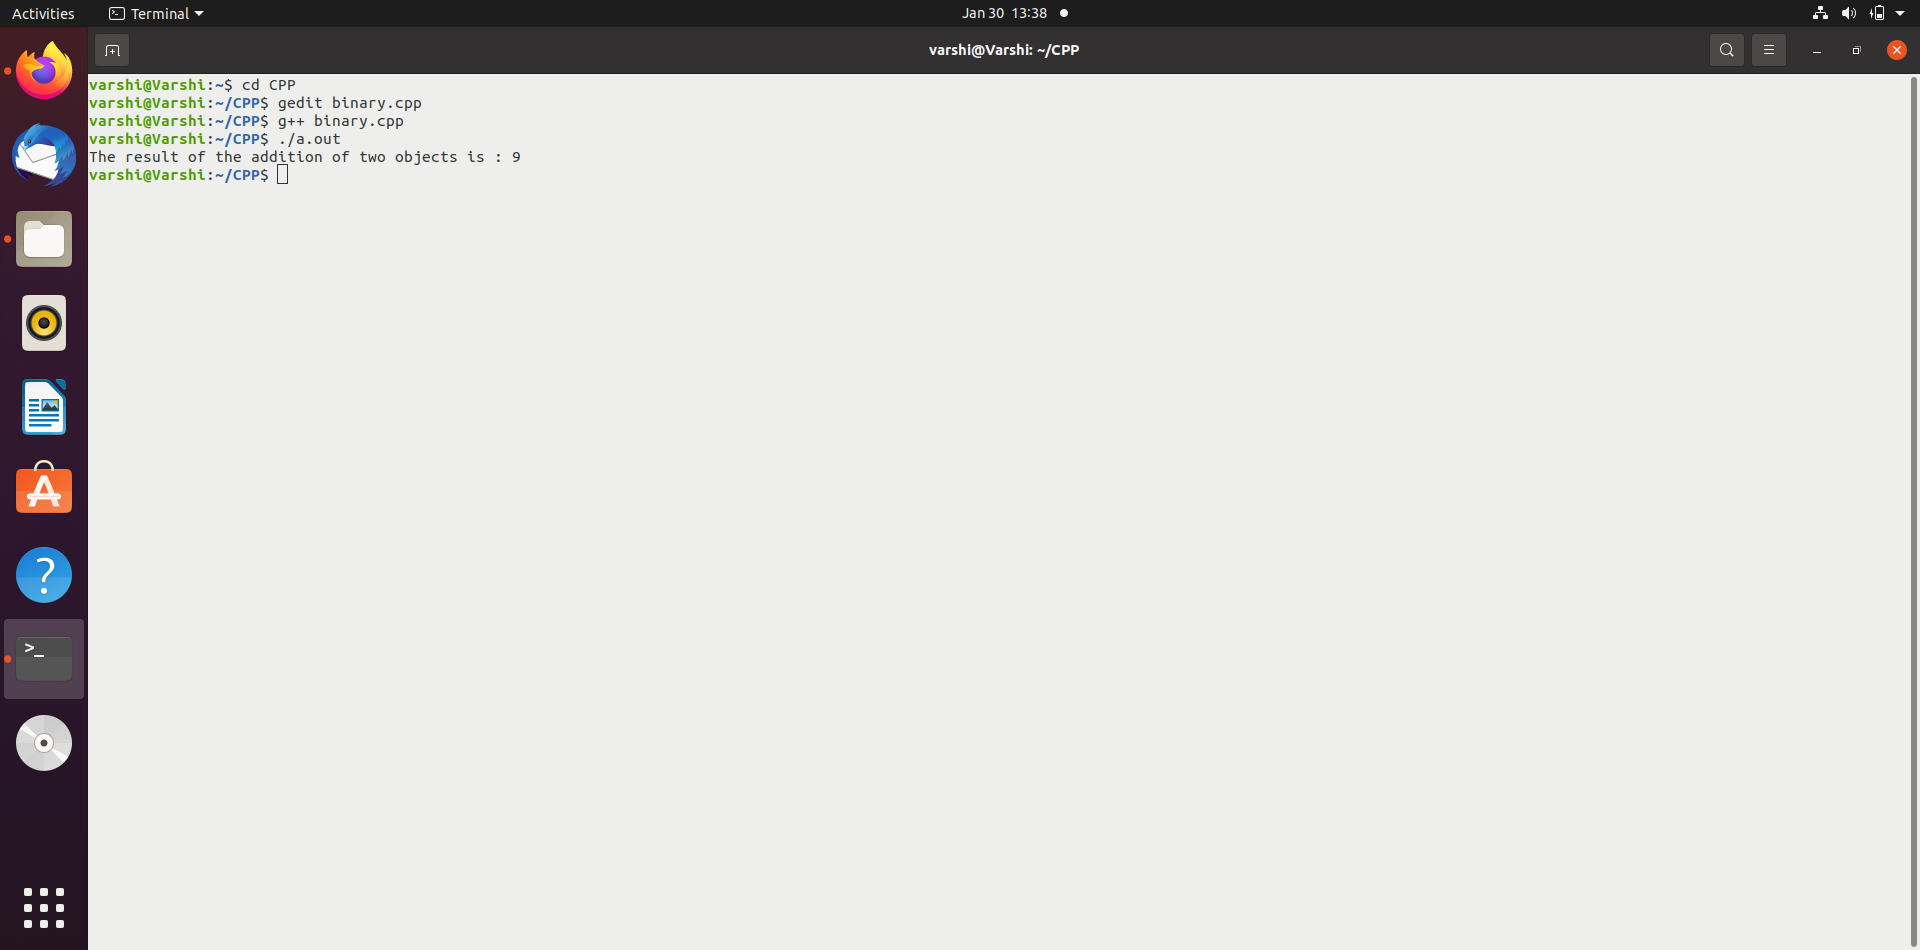 Activities Terminal Jan 30 13:38
varshi@Varshi: ~/CPP
varshi@Varshi:~$ cd CPP
varshi@Varshi:~/CPP$ gedit binary.cpp
varshi@Varshi:~/CPP$ g++ binary.cpp
varshi@Varshi:~/CPP$ ./a.out
The result of the addition of two objects is : 9
varshi@Varshi:~/CPP$